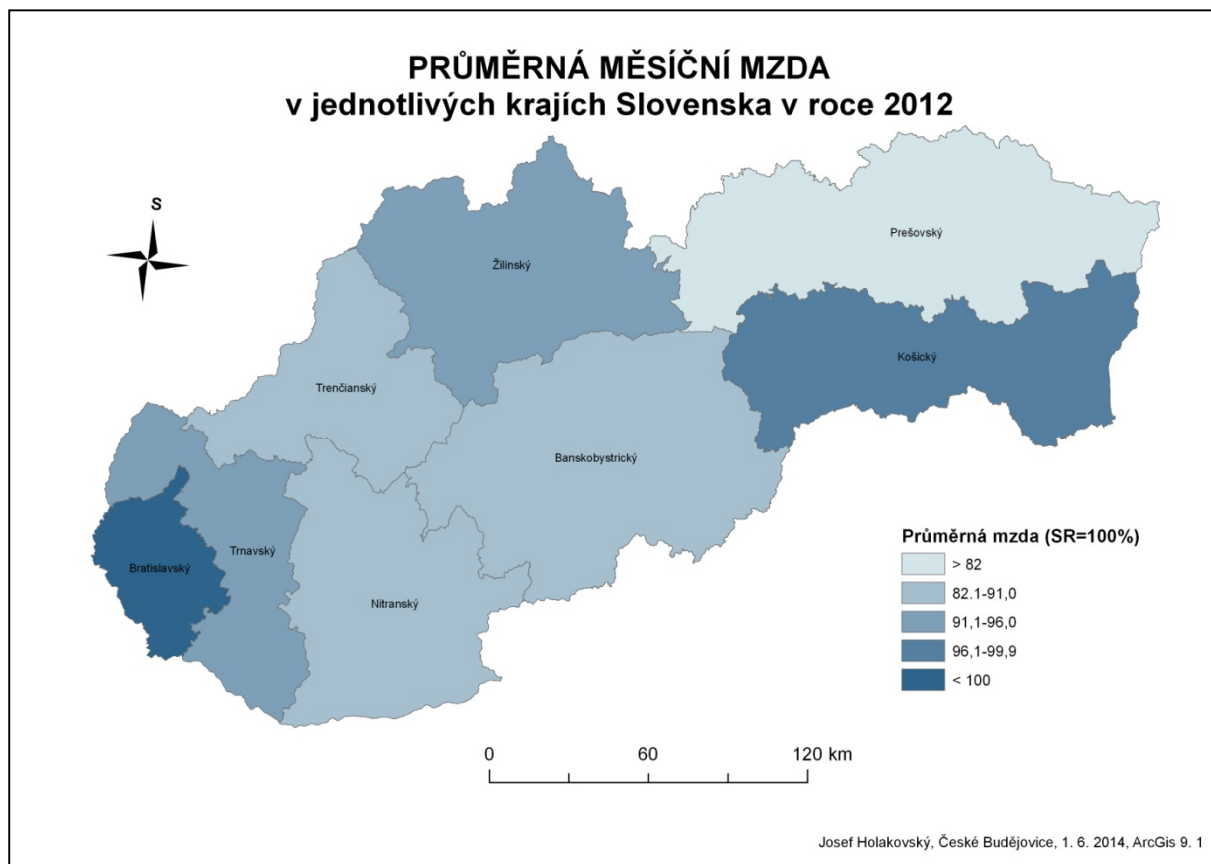 PRŮMĚRNÁ MĚSÍČNÍ MZDA
v jednotlivých krajích Slovenska v roce 2012
S
Prešovský
Žilinský
Košický
Trenčianský
Banskobystrický
Trnavský
Bratislavský
Nitranský
Průměrná mzda (SR=100%)
> 82
82.1-91,0
91,1-96,0
96,1-99,9
< 100
0 60 120 km
Josef Holakovský, České Budějovice, 1. 6. 2014, ArcGis 9. 1